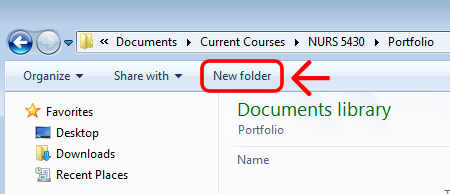 « Documents ▸ Current Courses ▸ NURS 5430 ▸ Portfolio
Organize ▾ Share with ▾ New folder
Favorites
Desktop
Downloads
Recent Places
Documents library
Portfolio
Name